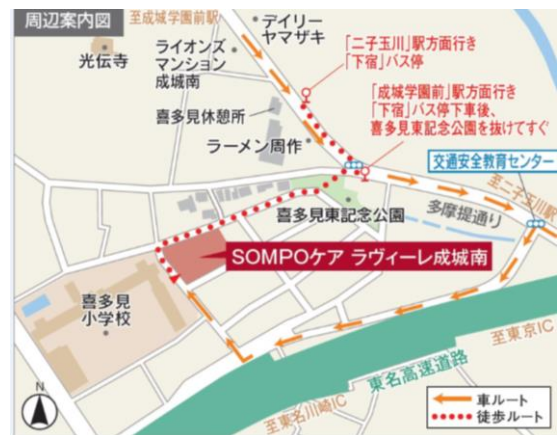 周辺案内図
至成城学園前駅
デイリー
ヤマザキ
光伝寺
ライオンズ
マンション
成城南
「二子玉川」駅方面行き
「下宿」バス停
「成城学園前」駅方面行き
「下宿」バス停下車後、
喜多見東記念公園を抜けてすぐ
喜多見休憩所
ラーメン周作
交通安全教育センター
至二子玉川駅
喜多見東記念公園
多摩堤通り
SOMPOケア ラヴィーレ成城南
喜多見
小学校
至東京IC
東名高速道路
至東名川崎IC
N
車ルート
徒歩ルート